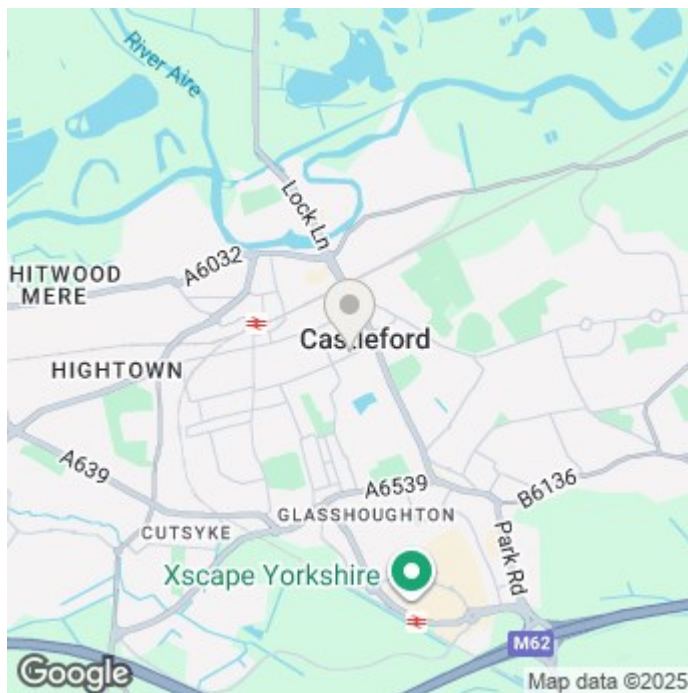 River Aire
Lock Ln
A6032
HITWOOD
MERE
Castleford
HIGHTOWN
A639
A6539
B6136
GLASSHOUGHTON
CUTSYKE
Park Rd
Xscape Yorkshire
M62
Google
Map data ©2025